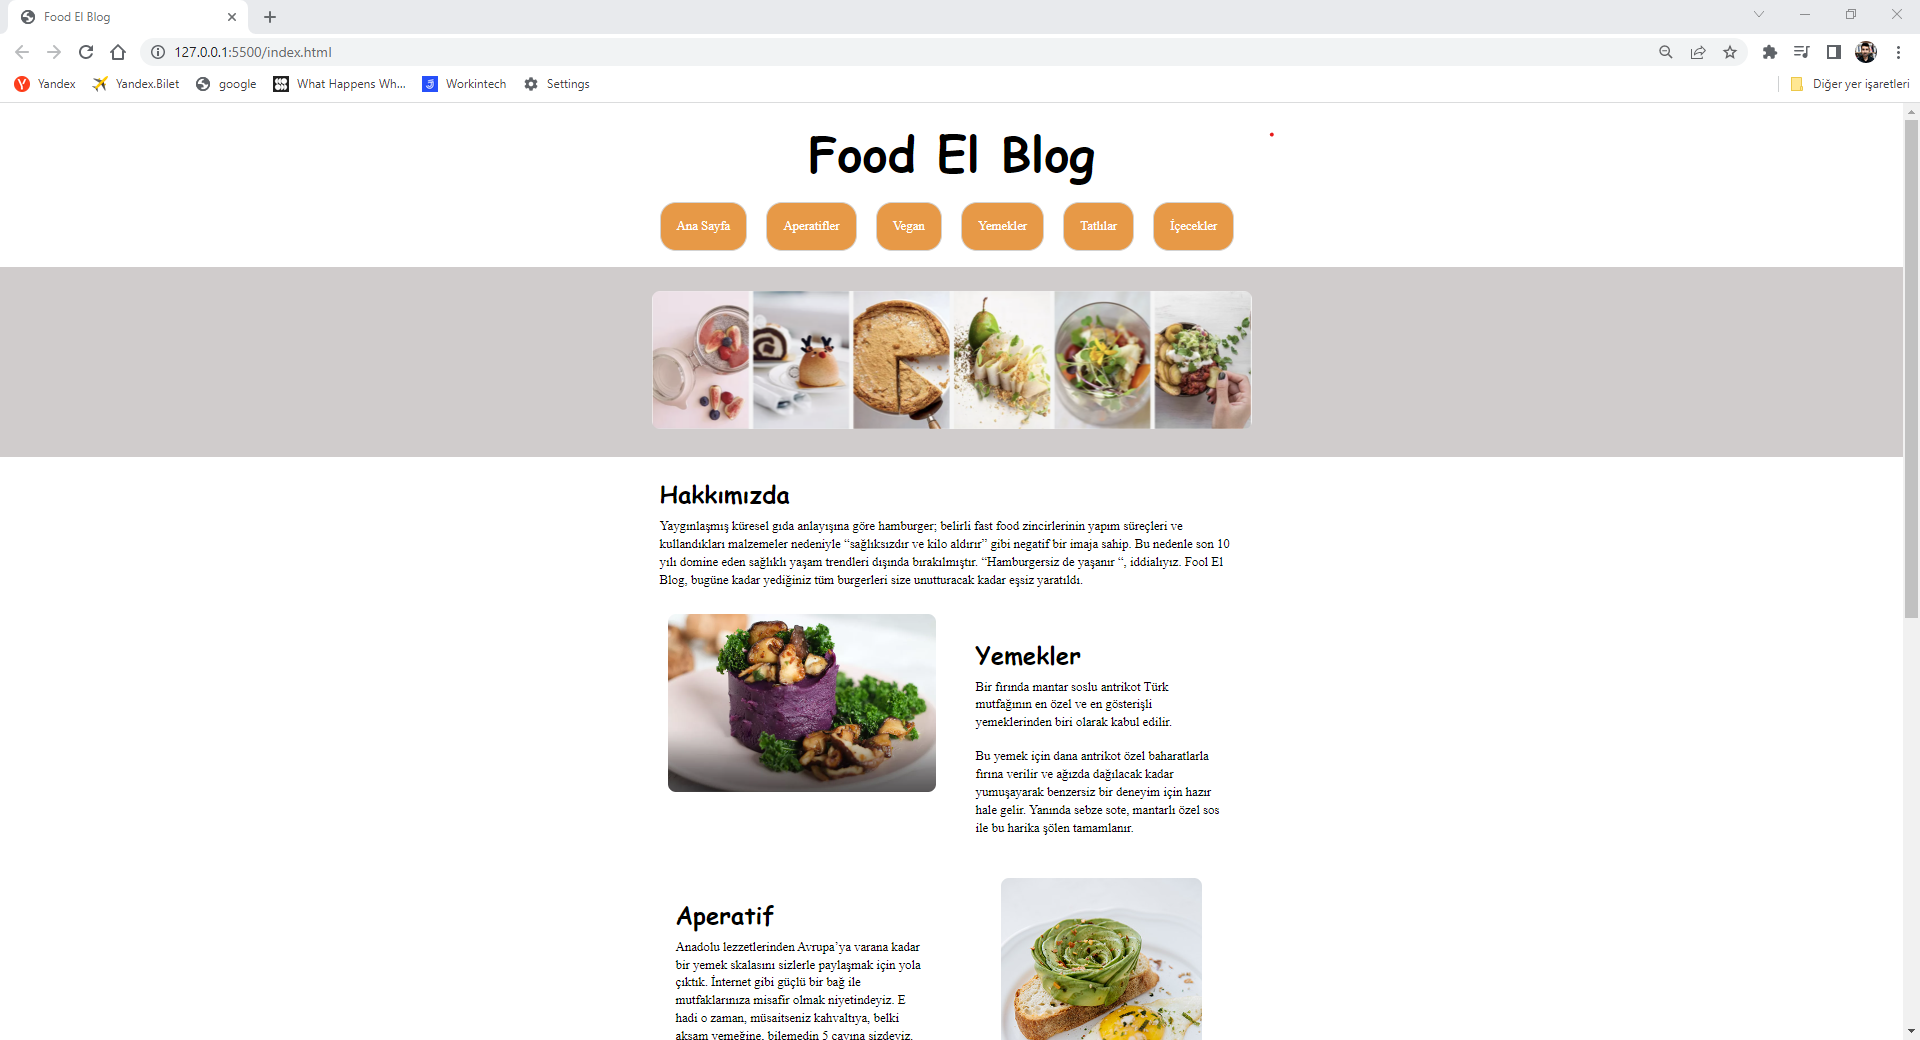 Food El Blog
127.0.0.1:5500/index.html
Yandex Yandex.Bilet google What Happens Wh... Workintech Settings Diğer yer işaretleri
Food El Blog
Ana Sayfa Aperatifler Vegan Yemekler Tatlılar İçecekler
Hakkımızda
Yaygınlaşmış küresel gıda anlayışına göre hamburger; belirli fast food zincirlerinin yapım süreçleri ve
kullandıkları malzemeler nedeniyle “sağlıksızdır ve kilo aldırır” gibi negatif bir imaja sahip. Bu nedenle son 10
yılı domine eden sağlıklı yaşam trendleri dışında bırakılmıştır. “Hamburgersiz de yaşanır “, iddialıyız. Fool El
Blog, bugüne kadar yediğiniz tüm burgerleri size unutturacak kadar eşsiz yaratıldı.
Yemekler
Bir fırında mantar soslu antrikot Türk
mutfağının en özel ve en gösterişli
yemeklerinden biri olarak kabul edilir.
Bu yemek için dana antrikot özel baharatlarla
fırına verilir ve ağızda dağılacak kadar
yumuşayarak benzersiz bir deneyim için hazır
hale gelir. Yanında sebze sote, mantarlı özel sos
ile bu harika şölen tamamlanır.
Aperatif
Anadolu lezzetlerinden Avrupa’ya varana kadar
bir yemek skalasını sizlerle paylaşmak için yola
çıktık. İnternet gibi güçlü bir bağ ile
mutfaklarınıza misafir olmak niyetindeyiz. E
hadi o zaman, müsaitseniz kahvaltıya, belki
akşam yemeğine, bilemedin 5 çayına sizdeyiz.